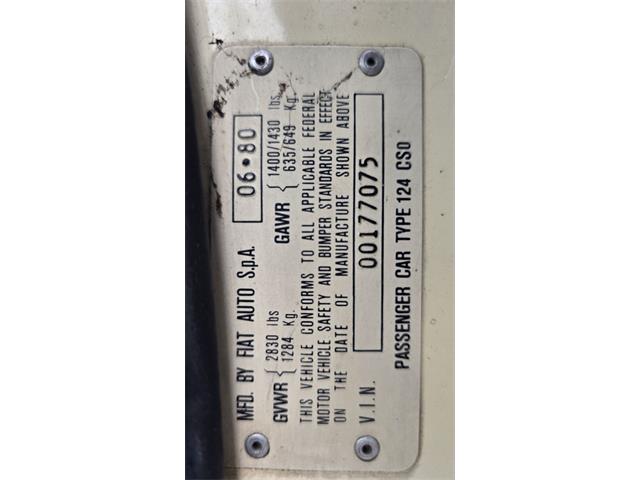 MFD. BY FIAT AUTO S.p.A. 06•80
GVWR { 2830 lbs 1284 Kg. GAWR { 1400/1430 lbs 635/649 Kg.
THIS VEHICLE CONFORMS TO ALL APPLICABLE FEDERAL
MOTOR VEHICLE SAFETY AND BUMPER STANDARDS IN EFFECT
ON THE DATE OF MANUFACTURE SHOWN ABOVE
V.I.N. 00177075
PASSENGER CAR TYPE 124 CS0